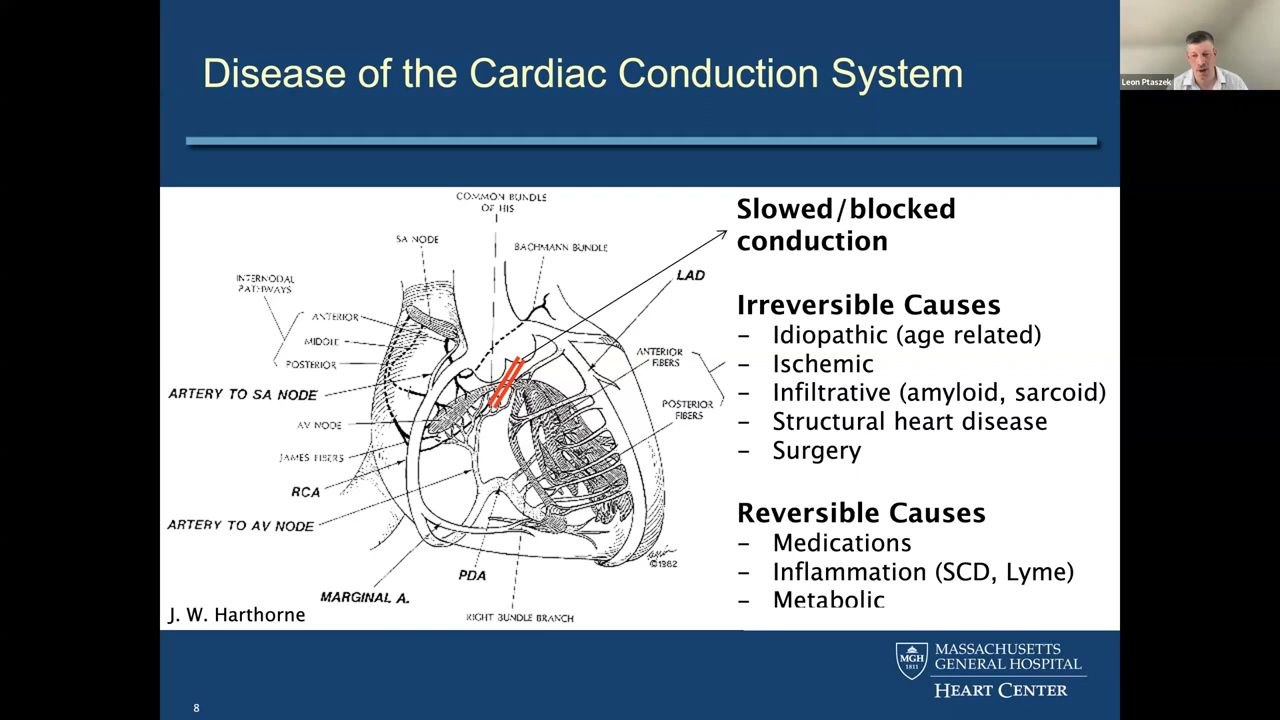 Disease of the Cardiac Conduction System
Leon Ptaszek
COMMON BUNDLE
OF HIS
SA NODE
BACHMANN BUNDLE
LAD
INTERNODAL
PATHWAYS
ANTERIOR
MIDDLE
POSTERIOR
ARTERY TO SA NODE
AV NODE
JAMES FIBERS
RCA
ARTERY TO AV NODE
MARGINAL A.
PDA
RIGHT BUNDLE BRANCH
ANTERIOR
FIBERS
POSTERIOR
FIBERS
©1982
J. W. Harthorne
Slowed/blocked
conduction
Irreversible Causes
– Idiopathic (age related)
– Ischemic
– Infiltrative (amyloid, sarcoid)
– Structural heart disease
– Surgery
Reversible Causes
– Medications
– Inflammation (SCD, Lyme)
– Metabolic
MGH
1811
MASSACHUSETTS
GENERAL HOSPITAL
HEART CENTER
8